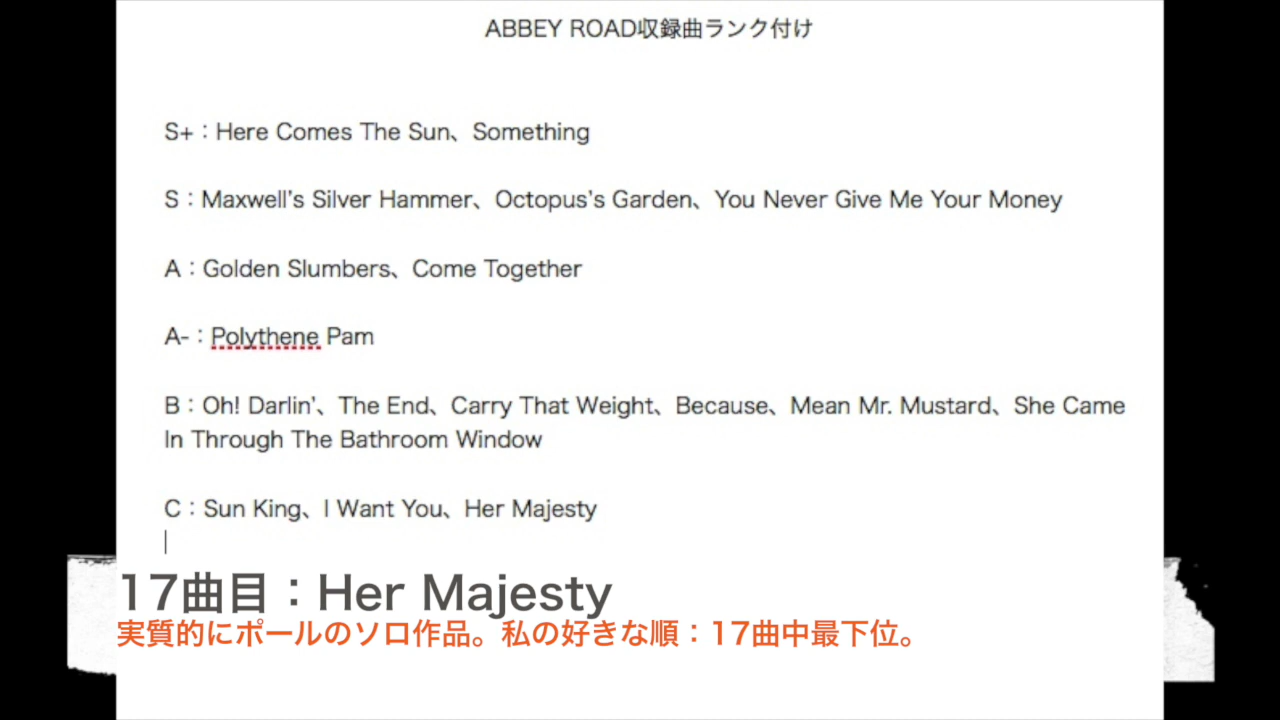 ABBEY ROAD収録曲ランク付け
S+：Here Comes The Sun、Something
S：Maxwell's Silver Hammer、Octopus's Garden、You Never Give Me Your Money
A：Golden Slumbers、Come Together
A-：Polythene Pam
B：Oh! Darlin'、The End、Carry That Weight、Because、Mean Mr. Mustard、She Came
In Through The Bathroom Window
C：Sun King、I Want You、Her Majesty
17曲目：Her Majesty
実質的にポールのソロ作品。私の好きな順：17曲中最下位。